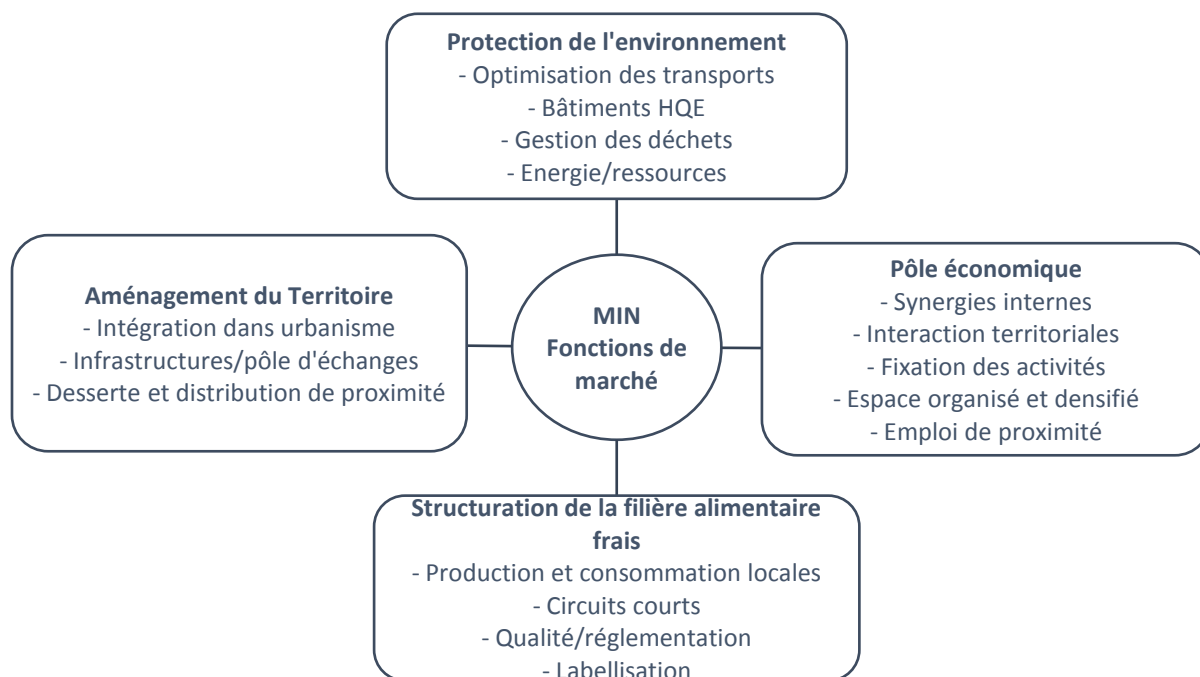 Protection de l'environnement
- Optimisation des transports
- Bâtiments HQE
- Gestion des déchets
- Energie/ressources
Aménagement du Territoire
- Intégration dans urbanisme
- Infrastructures/pôle d'échanges
- Desserte et distribution de proximité
MIN
Fonctions de
marché
Pôle économique
- Synergies internes
- Interaction territoriales
- Fixation des activités
- Espace organisé et densifié
- Emploi de proximité
Structuration de la filière alimentaire
frais
- Production et consommation locales
- Circuits courts
- Qualité/réglementation
- Labellisation